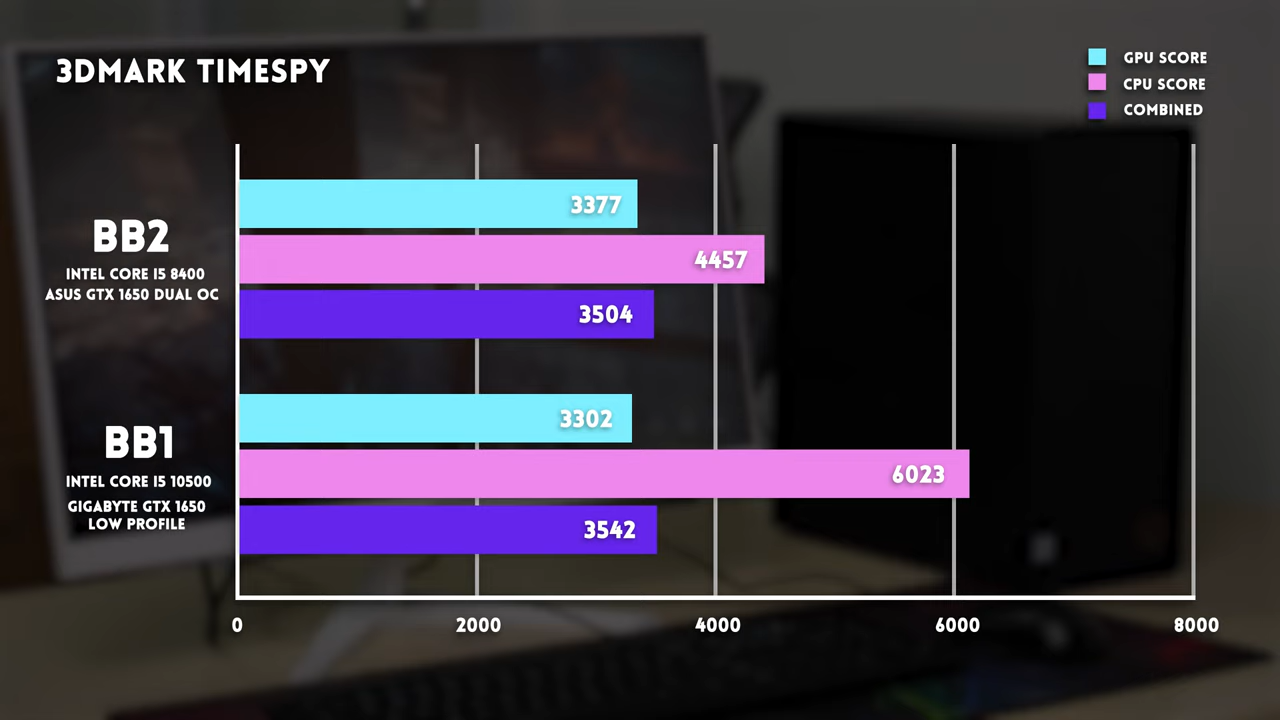 3DMARK TIMESPY
GPU SCORE
CPU SCORE
COMBINED
BB2
INTEL CORE I5 8400
ASUS GTX 1650 DUAL OC
3377
4457
3504
BB1
INTEL CORE I5 10500
GIGABYTE GTX 1650
LOW PROFILE
3302
6023
3542
0 2000 4000 6000 8000